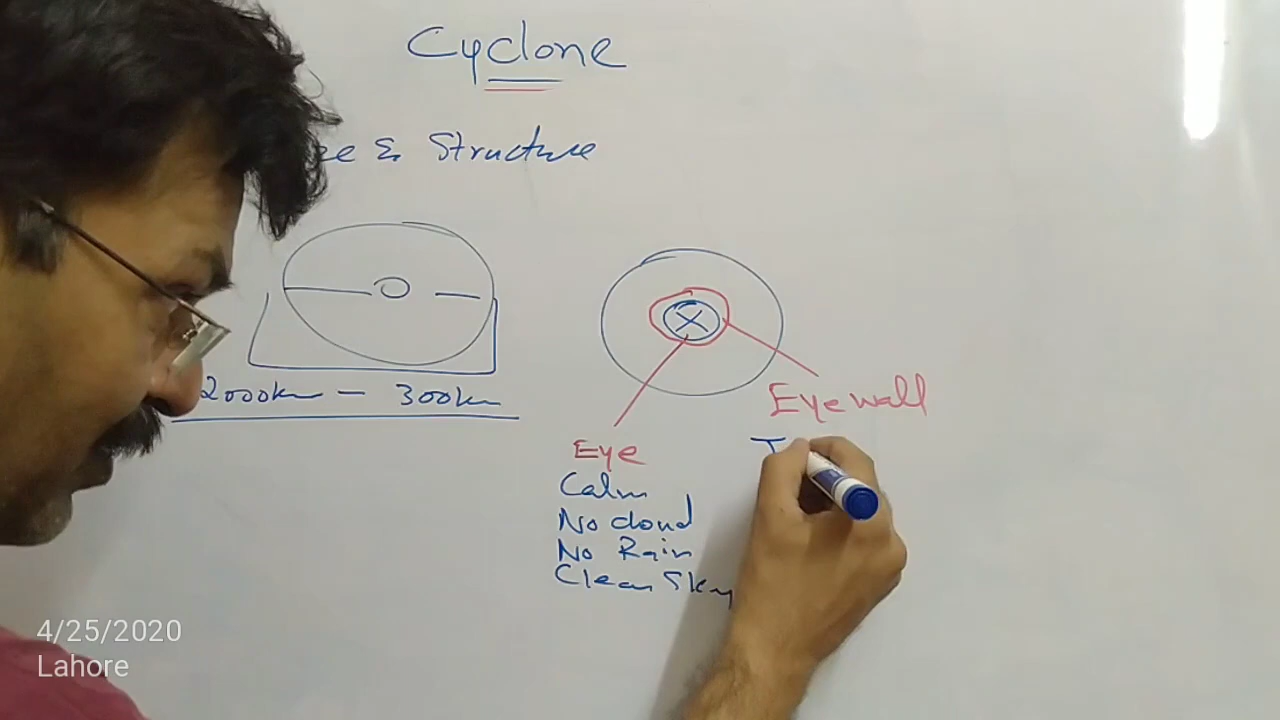 Cyclone
& Structure
2000km — 300km
Eye wall
Eye
Calm
No cloud
No Rain
Clear Sky
4/25/2020
Lahore